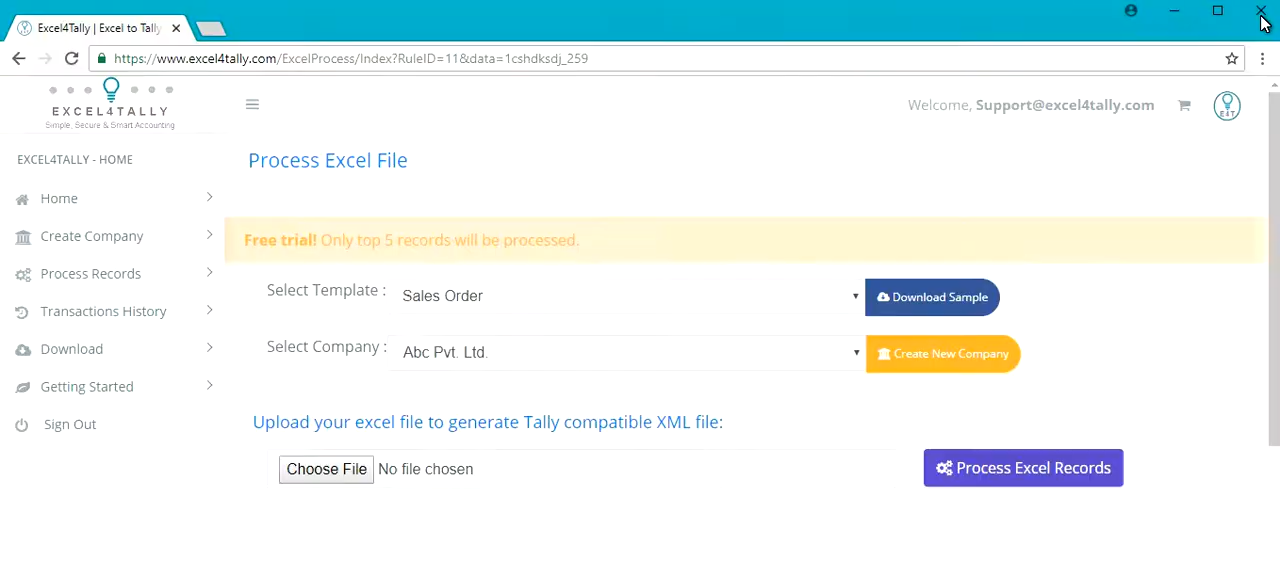 Excel4Tally | Excel to Tally
https://www.excel4tally.com/ExcelProcess/Index?RuleID=11&data=1cshdksdj_259
EXCEL4TALLY
Simple, Secure & Smart Accounting
Welcome, Support@excel4tally.com
E4T
EXCEL4TALLY - HOME
Home
Create Company
Process Records
Transactions History
Download
Getting Started
Sign Out
Process Excel File
Free trial! Only top 5 records will be processed.
Select Template : Sales Order Download Sample
Select Company : Abc Pvt. Ltd. Create New Company
Upload your excel file to generate Tally compatible XML file:
Choose File No file chosen Process Excel Records